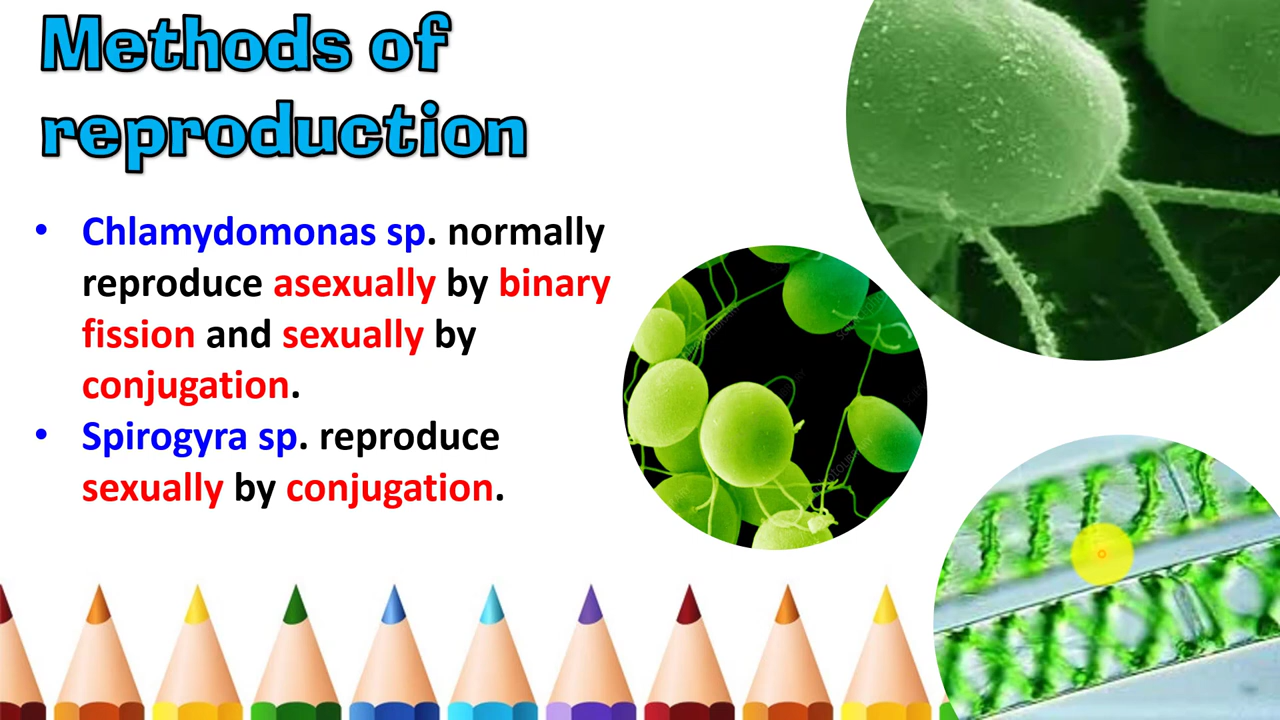 Methods of
reproduction
• Chlamydomonas sp. normally
reproduce asexually by binary
fission and sexually by
conjugation.
• Spirogyra sp. reproduce
sexually by conjugation.